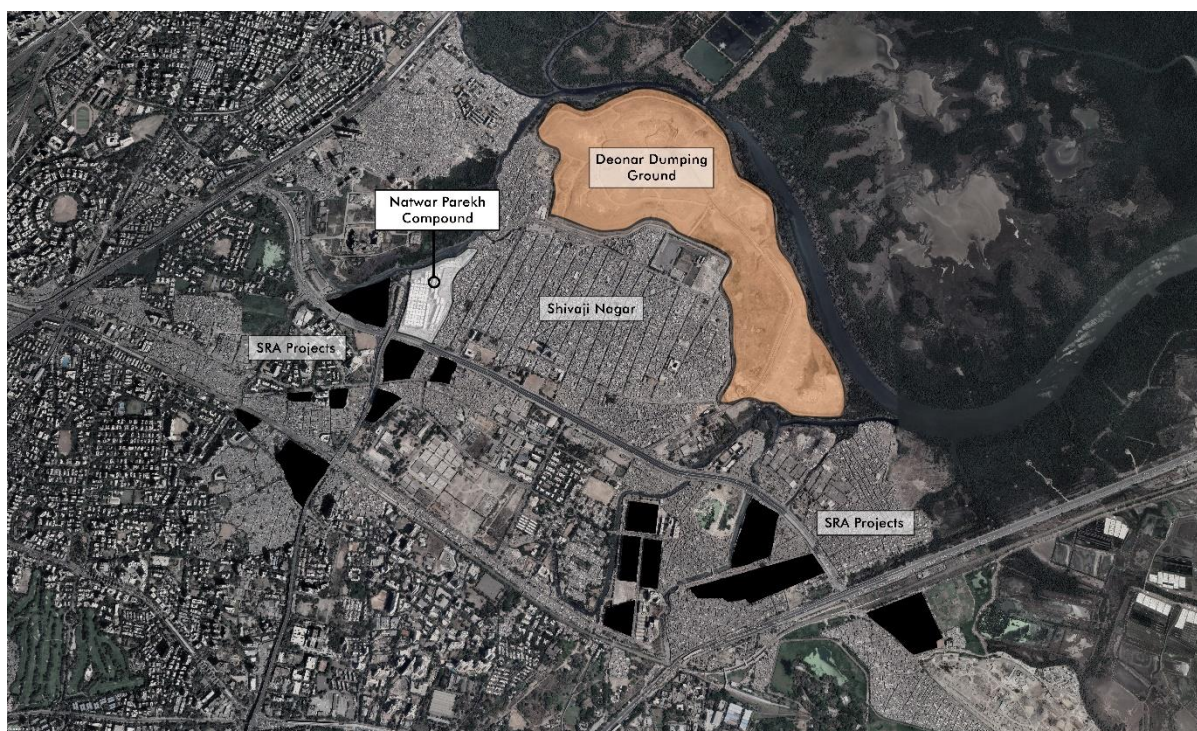 Deonar Dumping
Ground
Natwar Parekh
Compound
Shivaji Nagar
SRA Projects
SRA Projects